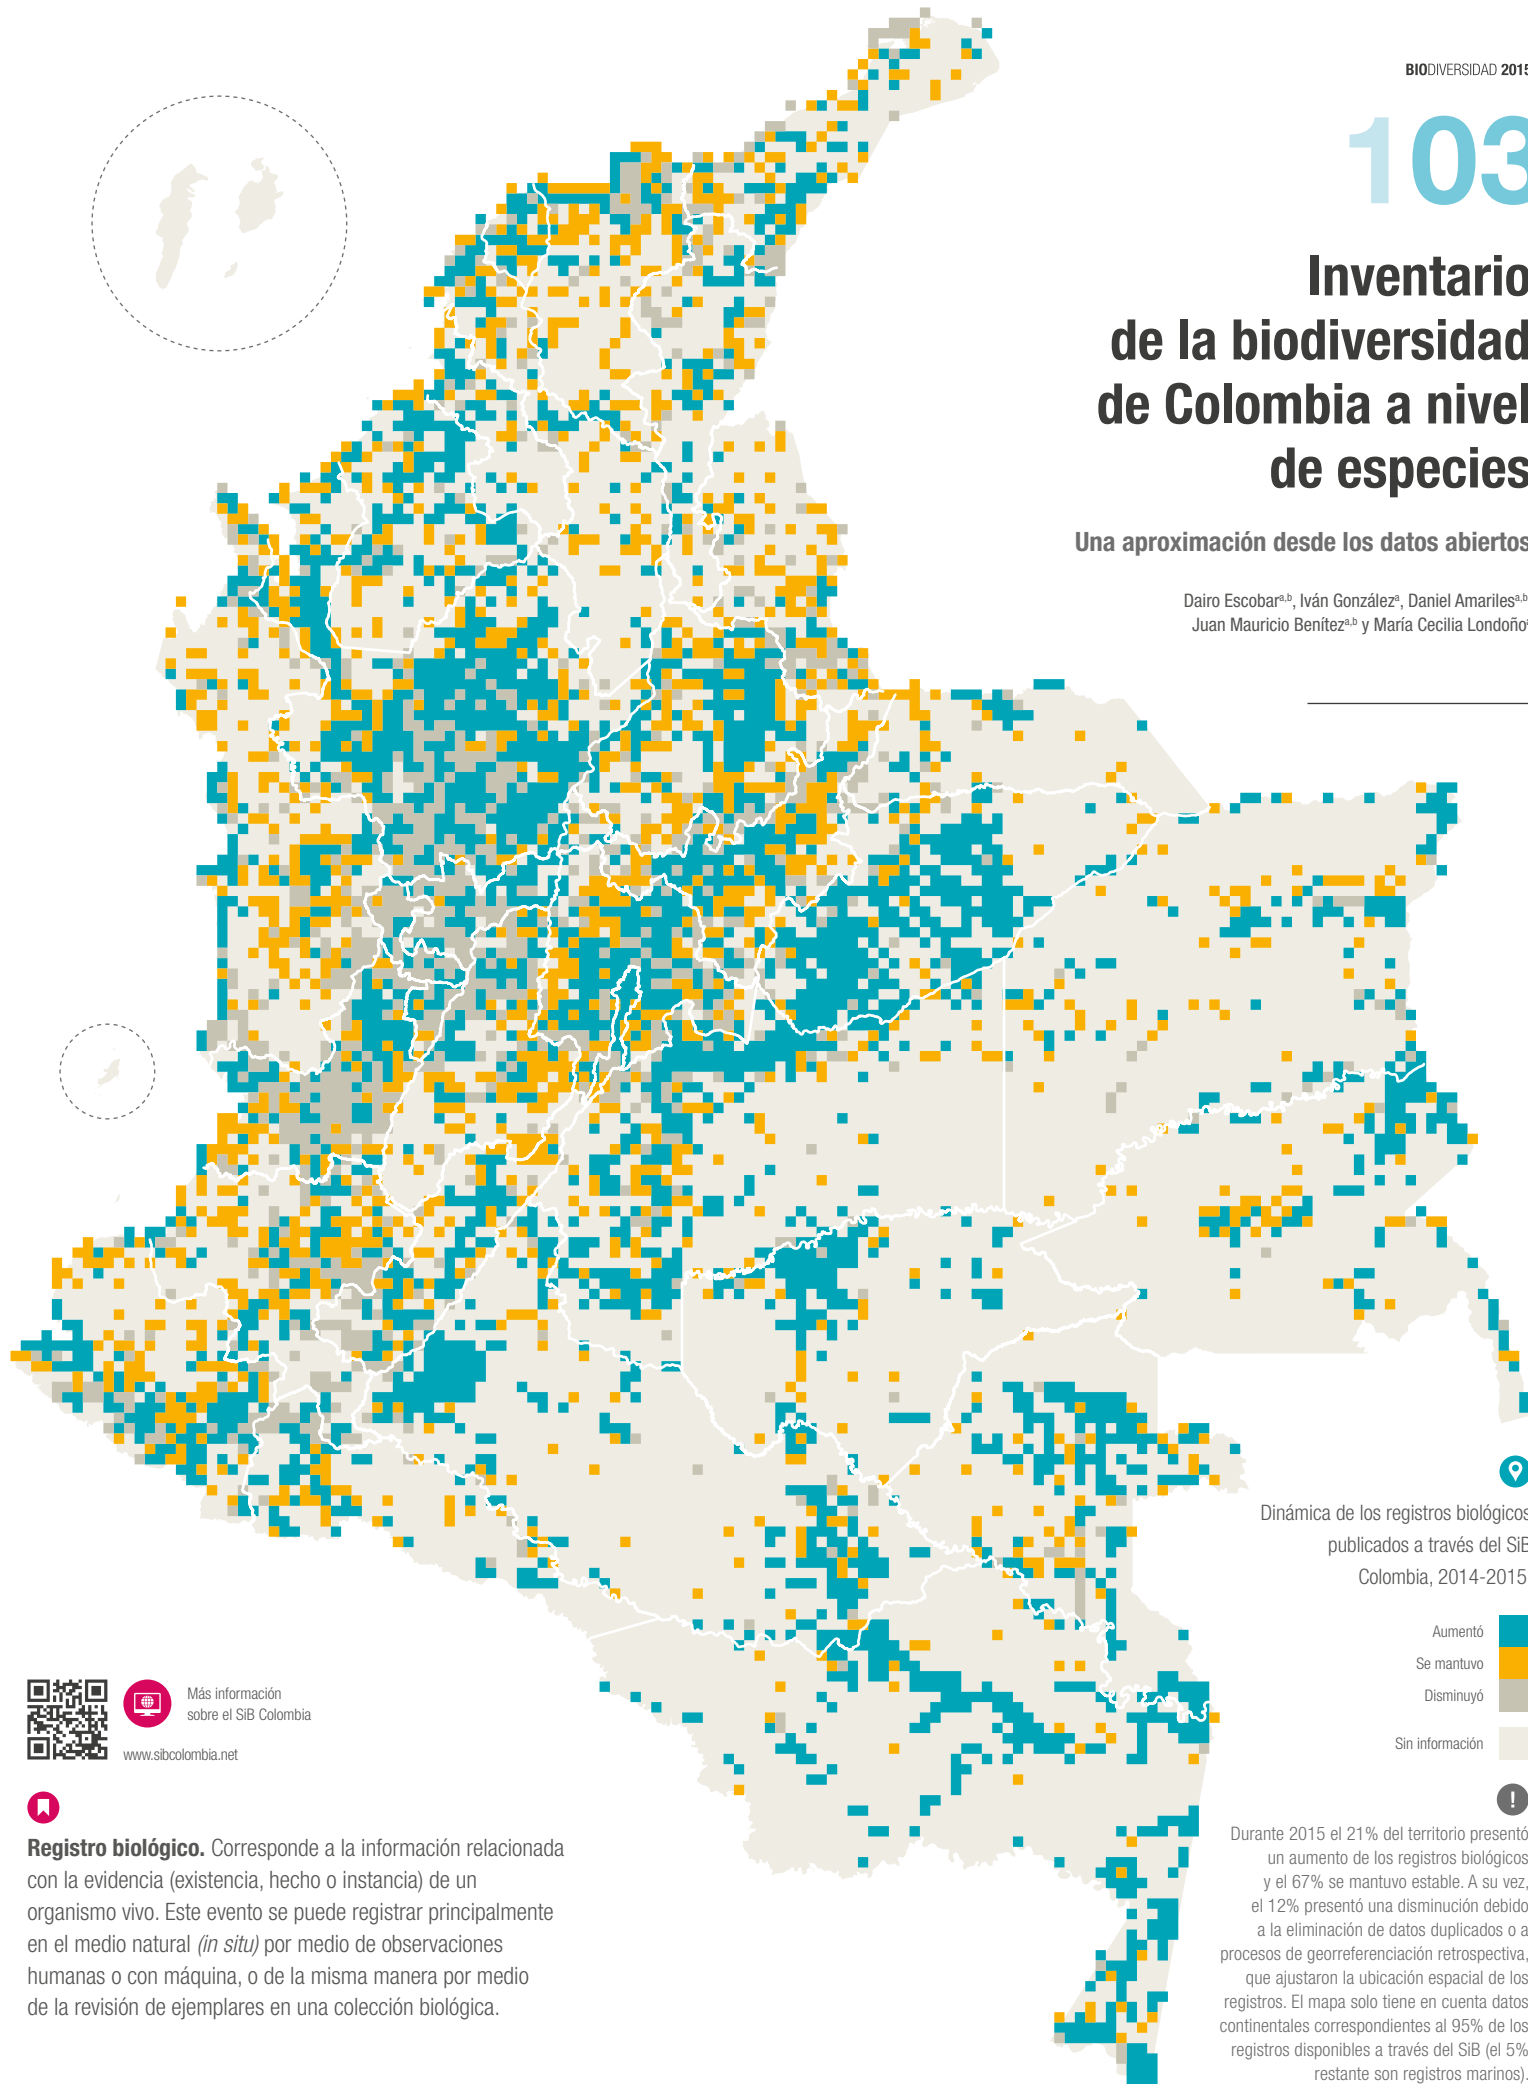 BIODIVERSIDAD 2015
103
Inventario
de la biodiversidad
de Colombia a nivel
de especies
Una aproximación desde los datos abiertos
Dairo Escobarᵃ,ᵇ, Iván Gonzálezᵃ, Daniel Amarilesᵃ,ᵇ
Juan Mauricio Benítezᵃ,ᵇ y María Cecilia Londoñoᵃ
Dinámica de los registros biológicos
publicados a través del SiB
Colombia, 2014-2015
Aumentó
Se mantuvo
Disminuyó
Sin información
Más información
sobre el SiB Colombia
www.sibcolombia.net
Registro biológico. Corresponde a la información relacionada
con la evidencia (existencia, hecho o instancia) de un
organismo vivo. Este evento se puede registrar principalmente
en el medio natural (in situ) por medio de observaciones
humanas o con máquina, o de la misma manera por medio
de la revisión de ejemplares en una colección biológica.
!
Durante 2015 el 21% del territorio presentó
un aumento de los registros biológicos
y el 67% se mantuvo estable. A su vez,
el 12% presentó una disminución debido
a la eliminación de datos duplicados o a
procesos de georreferenciación retrospectiva,
que ajustaron la ubicación espacial de los
registros. El mapa solo tiene en cuenta datos
continentales correspondientes al 95% de los
registros disponibles a través del SiB (el 5%
restante son registros marinos).